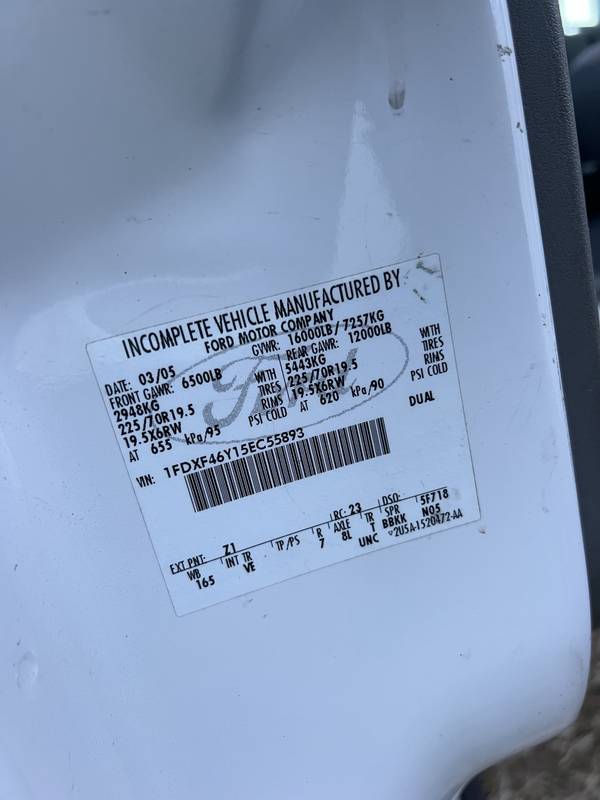 INCOMPLETE VEHICLE MANUFACTURED BY
FORD MOTOR COMPANY
DATE: 03/05 GVWR: 16000LB/7257KG
FRONT GAWR: 6500LB REAR GAWR: 12000LB
2948KG WITH 5443KG WITH
225/70R19.5 TIRES 225/70R19.5 TIRES
19.5X6RW RIMS 19.5X6RW RIMS
AT 655 kPa/95 PSI COLD AT 620 kPa/90 PSI COLD
DUAL
VIN: 1FDXF46Y15EC55893
Ford
EXT PNT: Z1 RC: 23 DSO: 5F718
WB INT TR TP/PS R AXLE TR SPR
165 VE 7 8L T BBKK N05
UNC 2U5A-1520472-AA